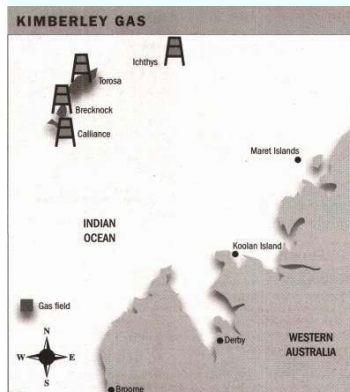 KIMBERLEY GAS
Ichthys
Torosa
Brecknock
Calliance
Maret Islands
INDIAN
OCEAN
Koolan Island
Gas field
Derby
WESTERN
AUSTRALIA
N
W E
S
Broome